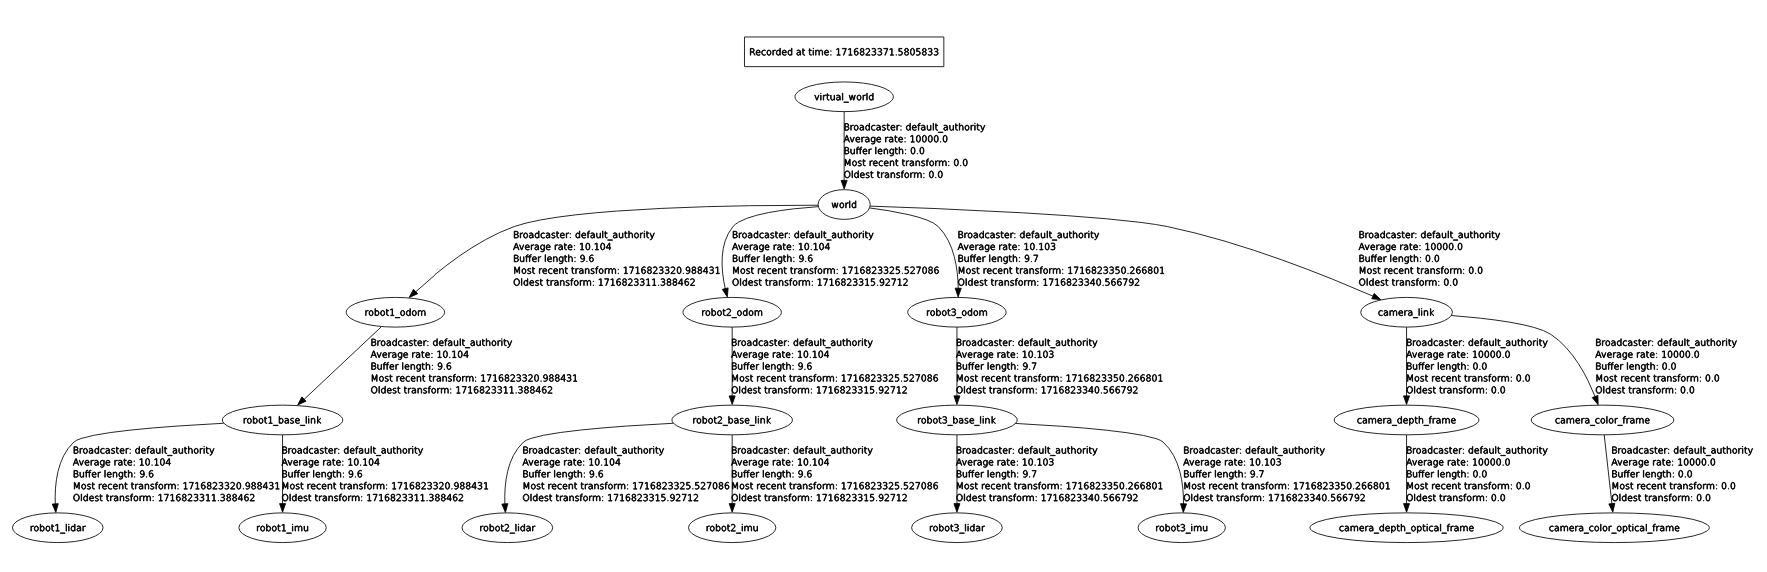 Recorded at time: 1716823371.5805833
virtual_world
Broadcaster: default_authority
Average rate: 10000.0
Buffer length: 0.0
Most recent transform: 0.0
Oldest transform: 0.0
world
Broadcaster: default_authority
Average rate: 10.104
Buffer length: 9.6
Most recent transform: 1716823320.988431
Oldest transform: 1716823311.388462
Broadcaster: default_authority
Average rate: 10.104
Buffer length: 9.6
Most recent transform: 1716823325.527086
Oldest transform: 1716823315.92712
Broadcaster: default_authority
Average rate: 10.103
Buffer length: 9.7
Most recent transform: 1716823350.266801
Oldest transform: 1716823340.566792
Broadcaster: default_authority
Average rate: 10000.0
Buffer length: 0.0
Most recent transform: 0.0
Oldest transform: 0.0
robot1_odom
robot2_odom
robot3_odom
camera_link
Broadcaster: default_authority
Average rate: 10.104
Buffer length: 9.6
Most recent transform: 1716823320.988431
Oldest transform: 1716823311.388462
Broadcaster: default_authority
Average rate: 10.104
Buffer length: 9.6
Most recent transform: 1716823325.527086
Oldest transform: 1716823315.92712
Broadcaster: default_authority
Average rate: 10.103
Buffer length: 9.7
Most recent transform: 1716823350.266801
Oldest transform: 1716823340.566792
Broadcaster: default_authority
Average rate: 10000.0
Buffer length: 0.0
Most recent transform: 0.0
Oldest transform: 0.0
Broadcaster: default_authority
Average rate: 10000.0
Buffer length: 0.0
Most recent transform: 0.0
Oldest transform: 0.0
robot1_base_link
robot2_base_link
robot3_base_link
camera_depth_frame
camera_color_frame
Broadcaster: default_authority
Average rate: 10.104
Buffer length: 9.6
Most recent transform: 1716823320.988431
Oldest transform: 1716823311.388462
Broadcaster: default_authority
Average rate: 10.104
Buffer length: 9.6
Most recent transform: 1716823320.988431
Oldest transform: 1716823311.388462
Broadcaster: default_authority
Average rate: 10.104
Buffer length: 9.6
Most recent transform: 1716823325.527086
Oldest transform: 1716823315.92712
Broadcaster: default_authority
Average rate: 10.104
Buffer length: 9.6
Most recent transform: 1716823325.527086
Oldest transform: 1716823315.92712
Broadcaster: default_authority
Average rate: 10.103
Buffer length: 9.7
Most recent transform: 1716823350.266801
Oldest transform: 1716823340.566792
Broadcaster: default_authority
Average rate: 10.103
Buffer length: 9.7
Most recent transform: 1716823350.266801
Oldest transform: 1716823340.566792
Broadcaster: default_authority
Average rate: 10000.0
Buffer length: 0.0
Most recent transform: 0.0
Oldest transform: 0.0
Broadcaster: default_authority
Average rate: 10000.0
Buffer length: 0.0
Most recent transform: 0.0
Oldest transform: 0.0
robot1_lidar
robot1_imu
robot2_lidar
robot2_imu
robot3_lidar
robot3_imu
camera_depth_optical_frame
camera_color_optical_frame